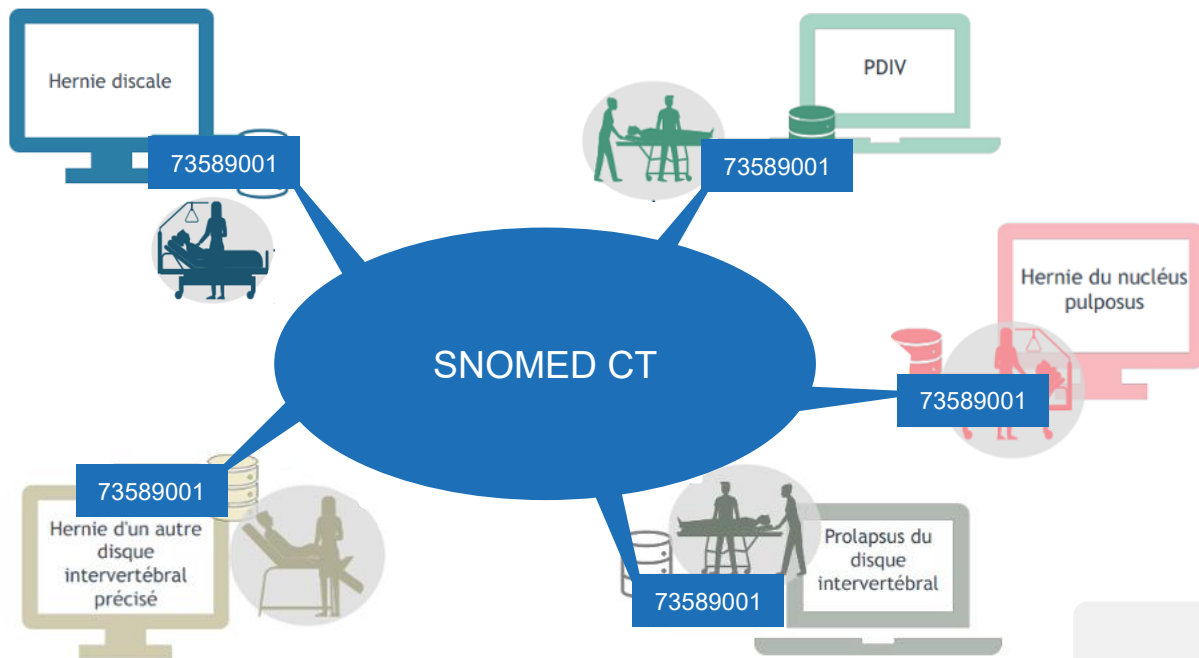 Hernie discale
73589001
PDIV
73589001
Hernie du nucléus
pulposus
73589001
SNOMED CT
73589001
Hernie d'un autre
disque
intervertébral
précisé
Prolapsus du
disque
intervertébral
73589001